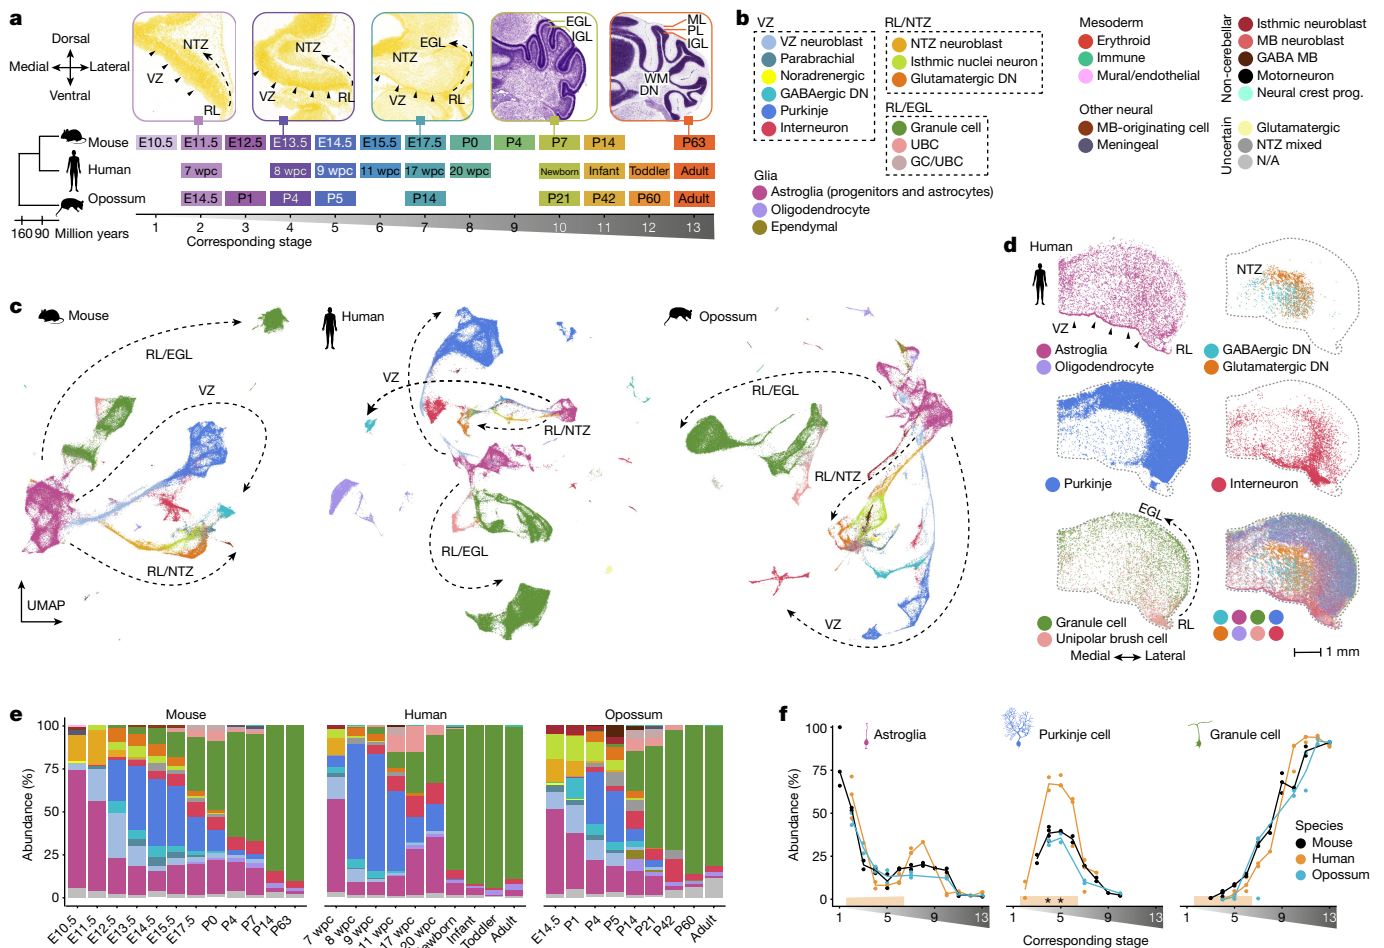 a
Dorsal
Medial
Lateral
Ventral
NTZ
VZ
RL
NTZ
VZ
RL
EGL
NTZ
VZ
RL
EGL
IGL
ML
PL
IGL
WM
DN
Mouse
E10.5 E11.5 E12.5 E13.5 E14.5 E15.5 E17.5 P0 P4 P7 P14 P63
Human
7 wpc 8 wpc 9 wpc 11 wpc 17 wpc 20 wpc Newborn Infant Toddler Adult
Opossum
E14.5 P1 P4 P5 P14 P21 P42 P60 Adult
160 90 Million years
1 2 3 4 5 6 7 8 9 10 11 12 13
Corresponding stage
b
VZ
VZ neuroblast
Parabrachial
Noradrenergic
GABAergic DN
Purkinje
Interneuron
RL/NTZ
NTZ neuroblast
Isthmic nuclei neuron
Glutamatergic DN
RL/EGL
Granule cell
UBC
GC/UBC
Glia
Astroglia (progenitors and astrocytes)
Oligodendrocyte
Ependymal
Mesoderm
Erythroid
Immune
Mural/endothelial
Other neural
MB-originating cell
Meningeal
Non-cerebellar
Isthmic neuroblast
MB neuroblast
GABA MB
Motorneuron
Neural crest prog.
Uncertain
Glutamatergic
NTZ mixed
N/A
c
Mouse
RL/EGL
VZ
RL/NTZ
UMAP
Human
VZ
RL/NTZ
RL/EGL
Opossum
RL/EGL
RL/NTZ
VZ
d
Human
VZ
RL
Astroglia
Oligodendrocyte
NTZ
GABAergic DN
Glutamatergic DN
Purkinje
Interneuron
EGL
RL
Granule cell
Unipolar brush cell
Medial
Lateral
1 mm
e
Mouse
Human
Opossum
Abundance (%)
100
75
50
25
0
E10.5 E11.5 E12.5 E13.5 E14.5 E15.5 E17.5 P0 P4 P7 P14 P63
7 wpc 8 wpc 9 wpc 11 wpc 17 wpc 20 wpc Newborn Infant Toddler Adult
E14.5 P1 P4 P5 P14 P21 P42 P60 Adult
f
Astroglia
Purkinje cell
Granule cell
Abundance (%)
100
75
50
25
0
* *
Species
Mouse
Human
Opossum
1 5 9 13
1 5 9 13
1 5 9 13
Corresponding stage